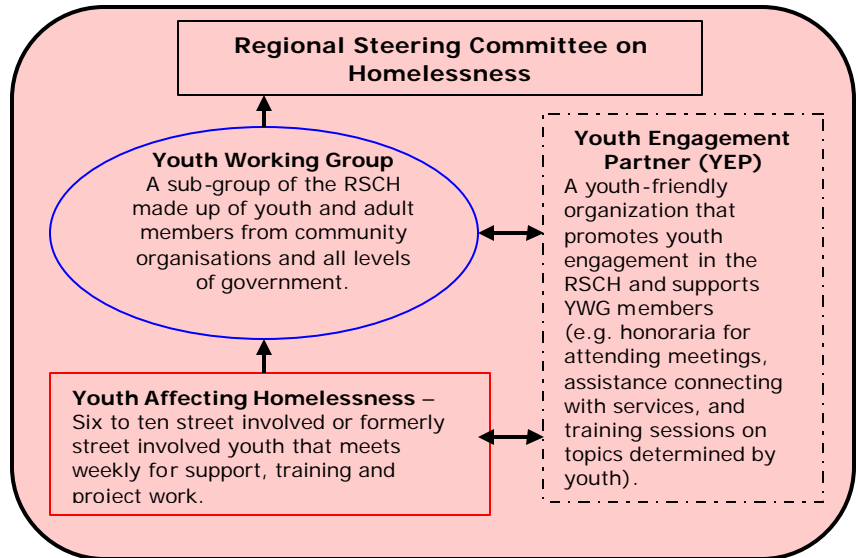 Regional Steering Committee on
Homelessness
Youth Working Group
A sub-group of the RSCH
made up of youth and adult
members from community
organisations and all levels
of government.
Youth Engagement
Partner (YEP)
A youth-friendly
organization that
promotes youth
engagement in the
RSCH and supports
YWG members
(e.g. honoraria for
attending meetings,
assistance connecting
with services, and
training sessions on
topics determined by
youth).
Youth Affecting Homelessness –
Six to ten street involved or formerly
street involved youth that meets
weekly for support, training and
project work.